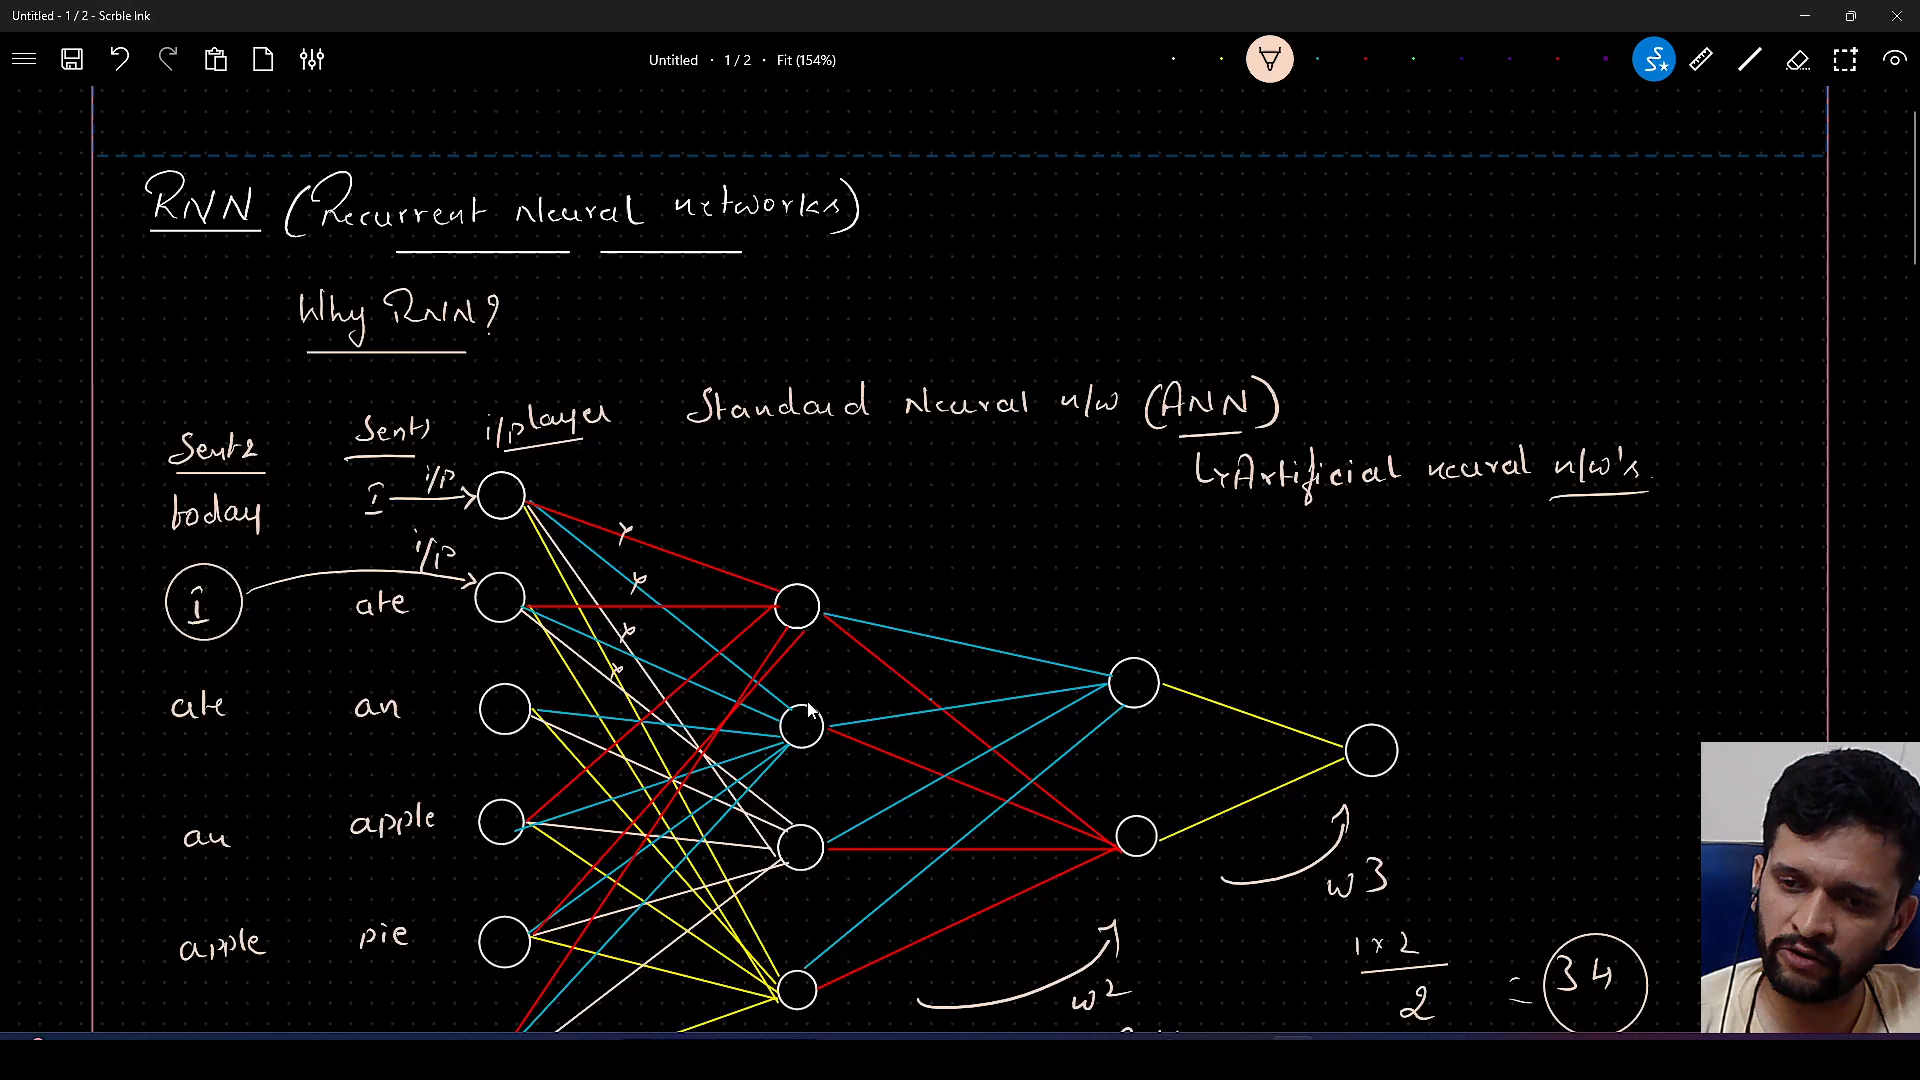 Untitled - 1 / 2 - Scrble Ink
Untitled · 1 / 2 · Fit (154%)
RNN (Recurrent Neural networks)
Why RNN?
Standard Neural n/w (ANN)
Artificial neural n/w's
Sent2 Sent1 i/p layer
today I i/p
I i/p ate
ate an
an apple
apple pie
w3
w2
1 x 2
2
= 34